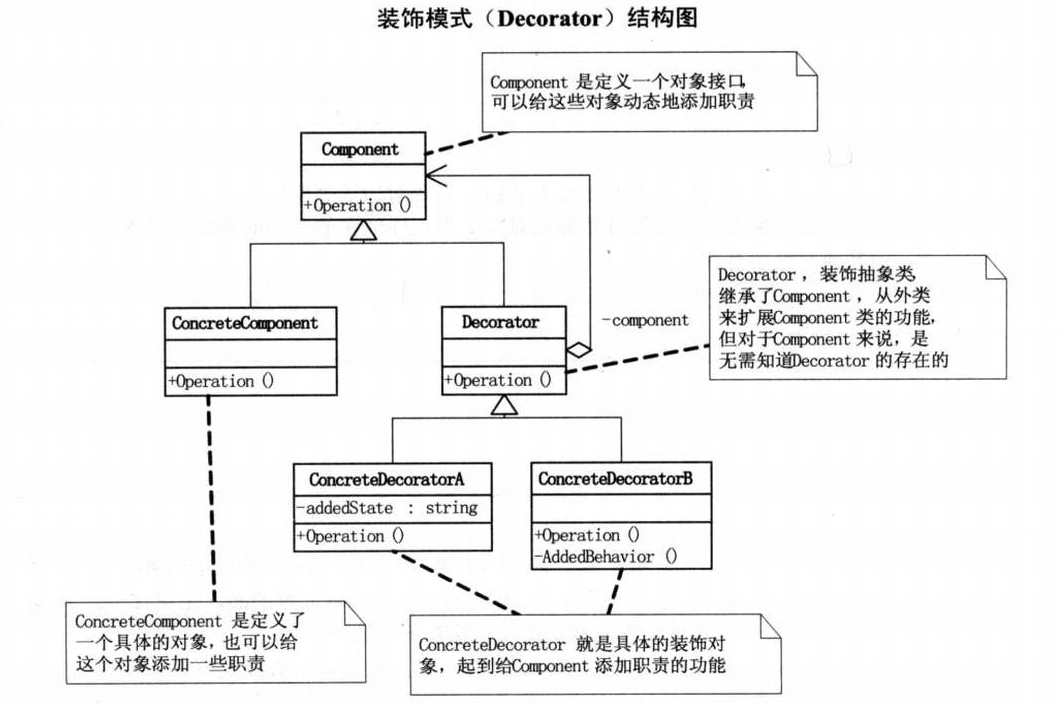 装饰模式（Decorator）结构图
Component 是定义一个对象接口,
可以给这些对象动态地添加职责
Component
+Operation ()
Decorator , 装饰抽象类,
继承了Component , 从外类
来扩展Component 类的功能,
但对于Component 来说, 是
无需知道Decorator 的存在的
ConcreteComponent
+Operation ()
Decorator
+Operation ()
-component
ConcreteDecoratorA
-addedState : string
+Operation ()
ConcreteDecoratorB
+Operation ()
-AddedBehavior ()
ConcreteComponent 是定义了
一个具体的对象, 也可以给
这个对象添加一些职责
ConcreteDecorator 就是具体的装饰对
象, 起到给Component 添加职责的功能